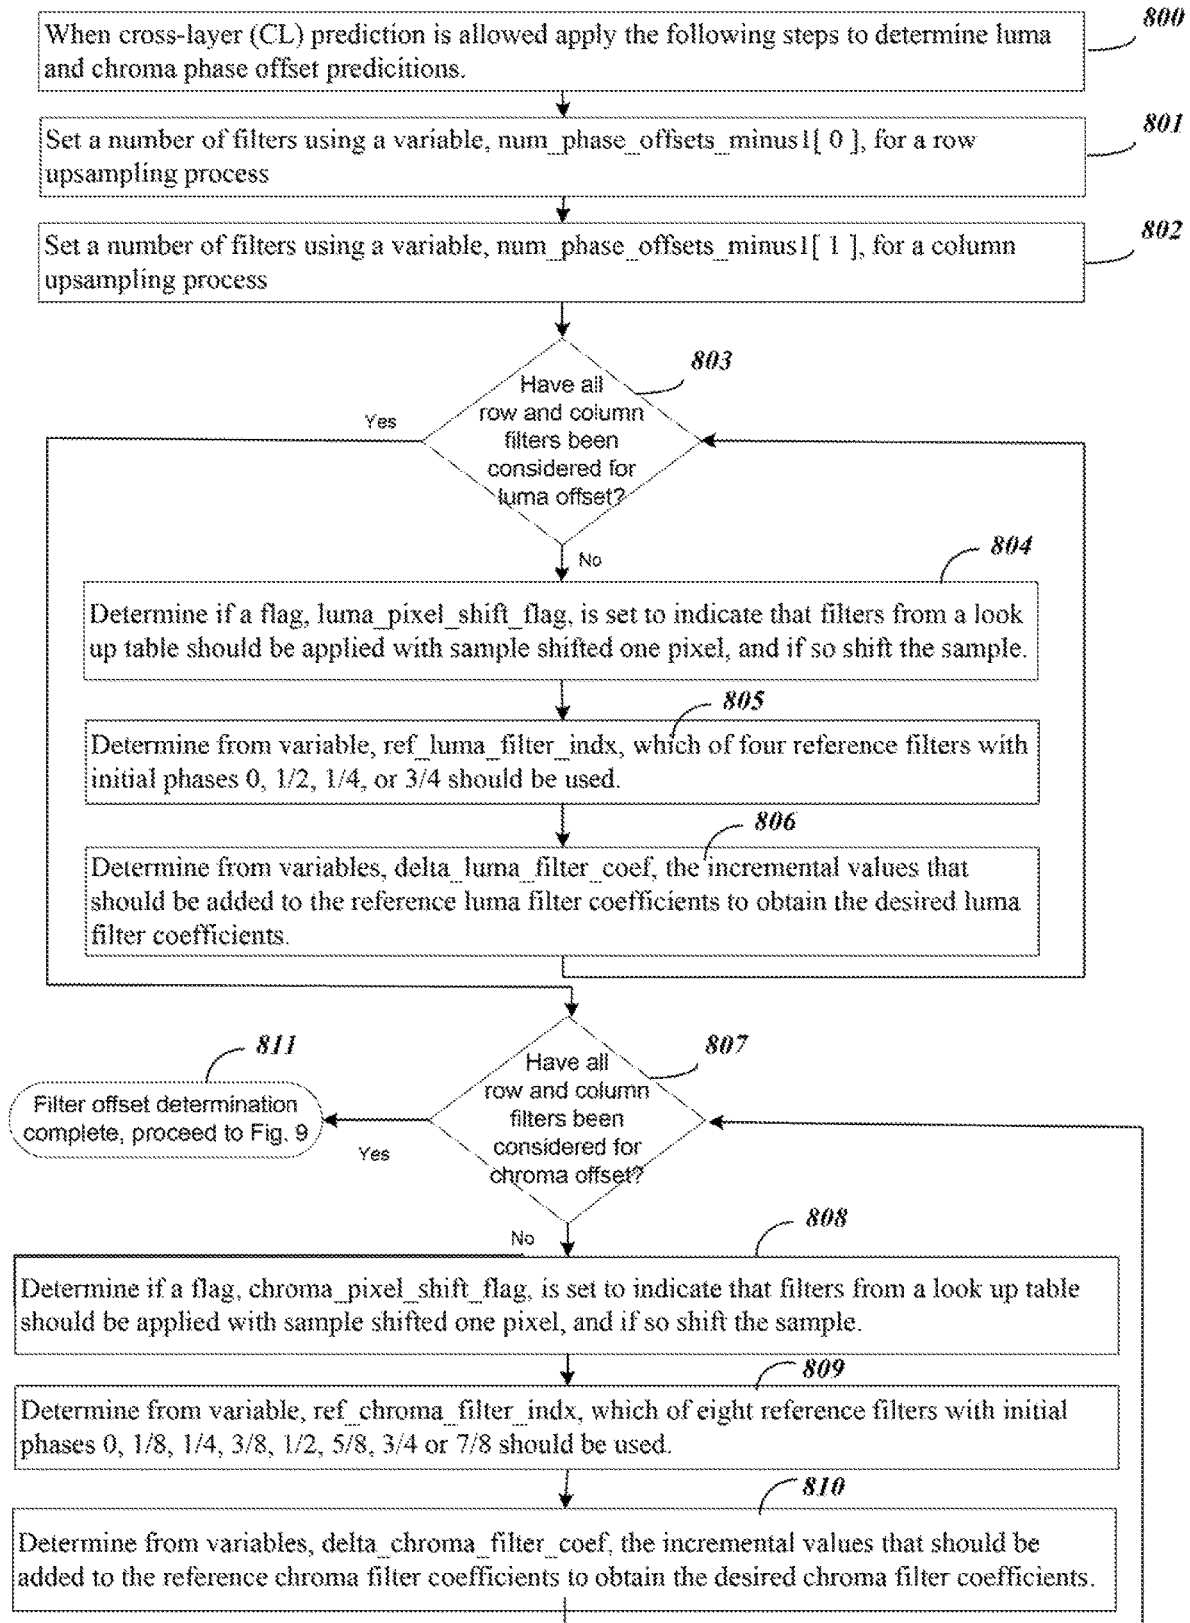 800
When cross-layer (CL) prediction is allowed apply the following steps to determine luma
and chroma phase offset predicitions.
801
Set a number of filters using a variable, num_phase_offsets_minus1[ 0 ], for a row
upsampling process
802
Set a number of filters using a variable, num_phase_offsets_minus1[ 1 ], for a column
upsampling process
803
Have all
row and column
filters been
considered for
luma offset?
Yes
No
804
Determine if a flag, luma_pixel_shift_flag, is set to indicate that filters from a look
up table should be applied with sample shifted one pixel, and if so shift the sample.
805
Determine from variable, ref_luma_filter_indx, which of four reference filters with
initial phases 0, 1/2, 1/4, or 3/4 should be used.
806
Determine from variables, delta_luma_filter_coef, the incremental values that
should be added to the reference luma filter coefficients to obtain the desired luma
filter coefficients.
807
Have all
row and column
filters been
considered for
chroma offset?
811
Filter offset determination
complete, proceed to Fig. 9
Yes
No
808
Determine if a flag, chroma_pixel_shift_flag, is set to indicate that filters from a look up table
should be applied with sample shifted one pixel, and if so shift the sample.
809
Determine from variable, ref_chroma_filter_indx, which of eight reference filters with initial
phases 0, 1/8, 1/4, 3/8, 1/2, 5/8, 3/4 or 7/8 should be used.
810
Determine from variables, delta_chroma_filter_coef, the incremental values that should be
added to the reference chroma filter coefficients to obtain the desired chroma filter coefficients.